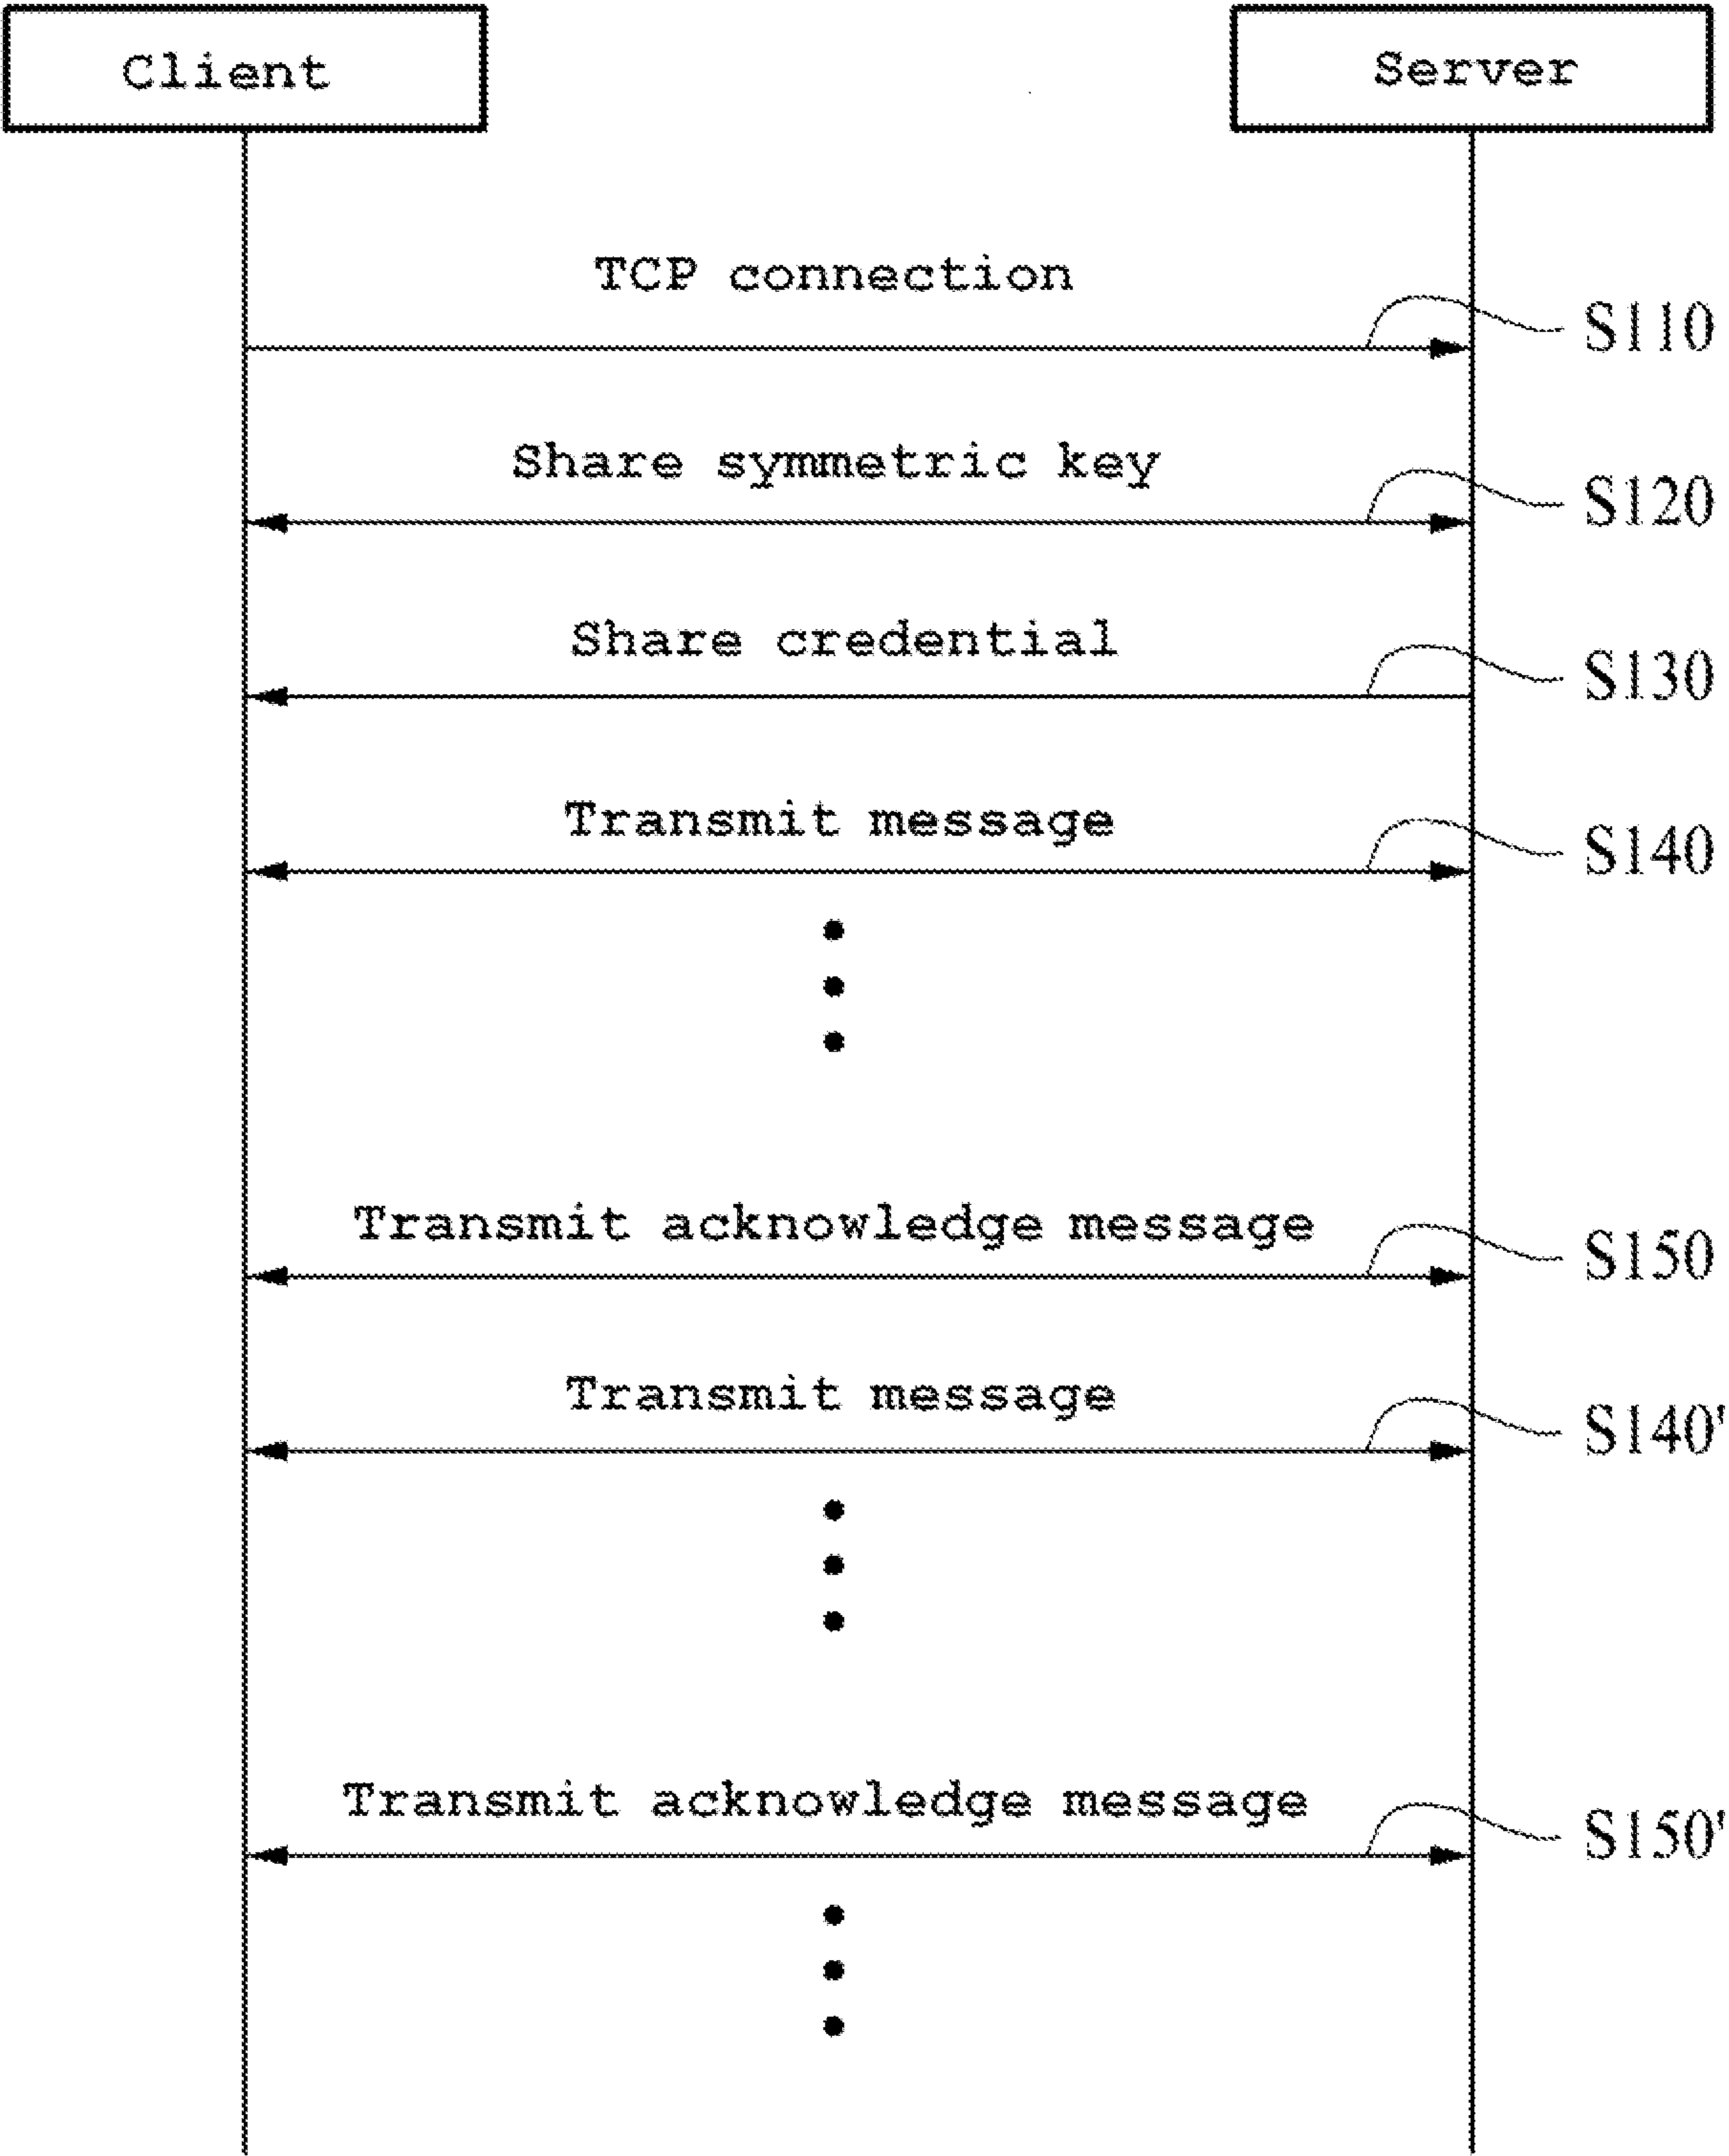 Client
Server
TCP connection
S110
Share symmetric key
S120
Share credential
S130
Transmit message
S140
Transmit acknowledge message
S150
Transmit message
S140'
Transmit acknowledge message
S150'